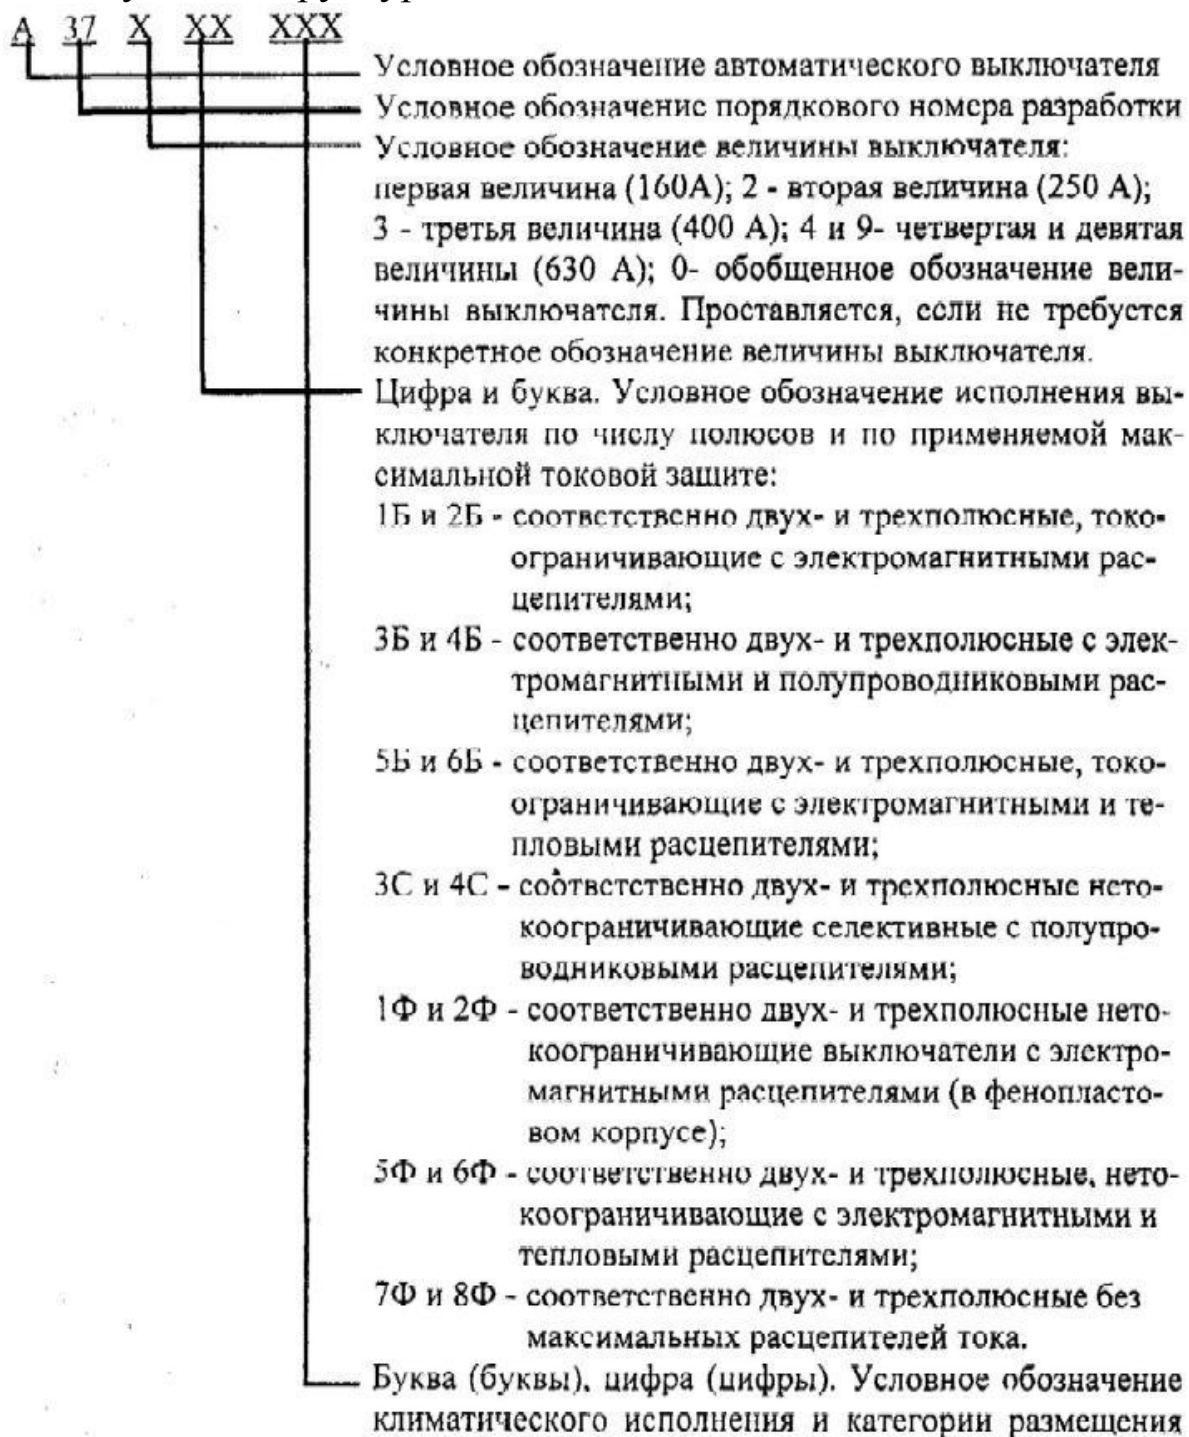 А 37 Х ХХ ХХХ
Условное обозначение автоматического выключателя
Условное обозначение порядкового номера разработки
Условное обозначение величины выключателя:
первая величина (160А); 2 - вторая величина (250 А);
3 - третья величина (400 А); 4 и 9- четвертая и девятая
величины (630 А); 0- обобщенное обозначение вели-
чины выключателя. Проставляется, если не требуется
конкретное обозначение величины выключателя.
Цифра и буква. Условное обозначение исполнения вы-
ключателя по числу полюсов и по применяемой мак-
симальной токовой защите:
1Б и 2Б - соответственно двух- и трехполюсные, токо-
ограничивающие с электромагнитными рас-
цепителями;
3Б и 4Б - соответственно двух- и трехполюсные с элек-
тромагнитными и полупроводниковыми рас-
цепителями;
5Б и 6Б - соответственно двух- и трехполюсные, токо-
ограничивающие с электромагнитными и те-
пловыми расцепителями;
3С и 4С - соответственно двух- и трехполюсные нето-
коограничивающие селективные с полупро-
водниковыми расцепителями;
1Ф и 2Ф - соответственно двух- и трехполюсные нето-
коограничивающие выключатели с электро-
магнитными расцепителями (в фенопласто-
вом корпусе);
5Ф и 6Ф - соответственно двух- и трехполюсные, нето-
коограничивающие с электромагнитными и
тепловыми расцепителями;
7Ф и 8Ф - соответственно двух- и трехполюсные без
максимальных расцепителей тока.
Буква (буквы), цифра (цифры). Условное обозначение
климатического исполнения и категории размещения